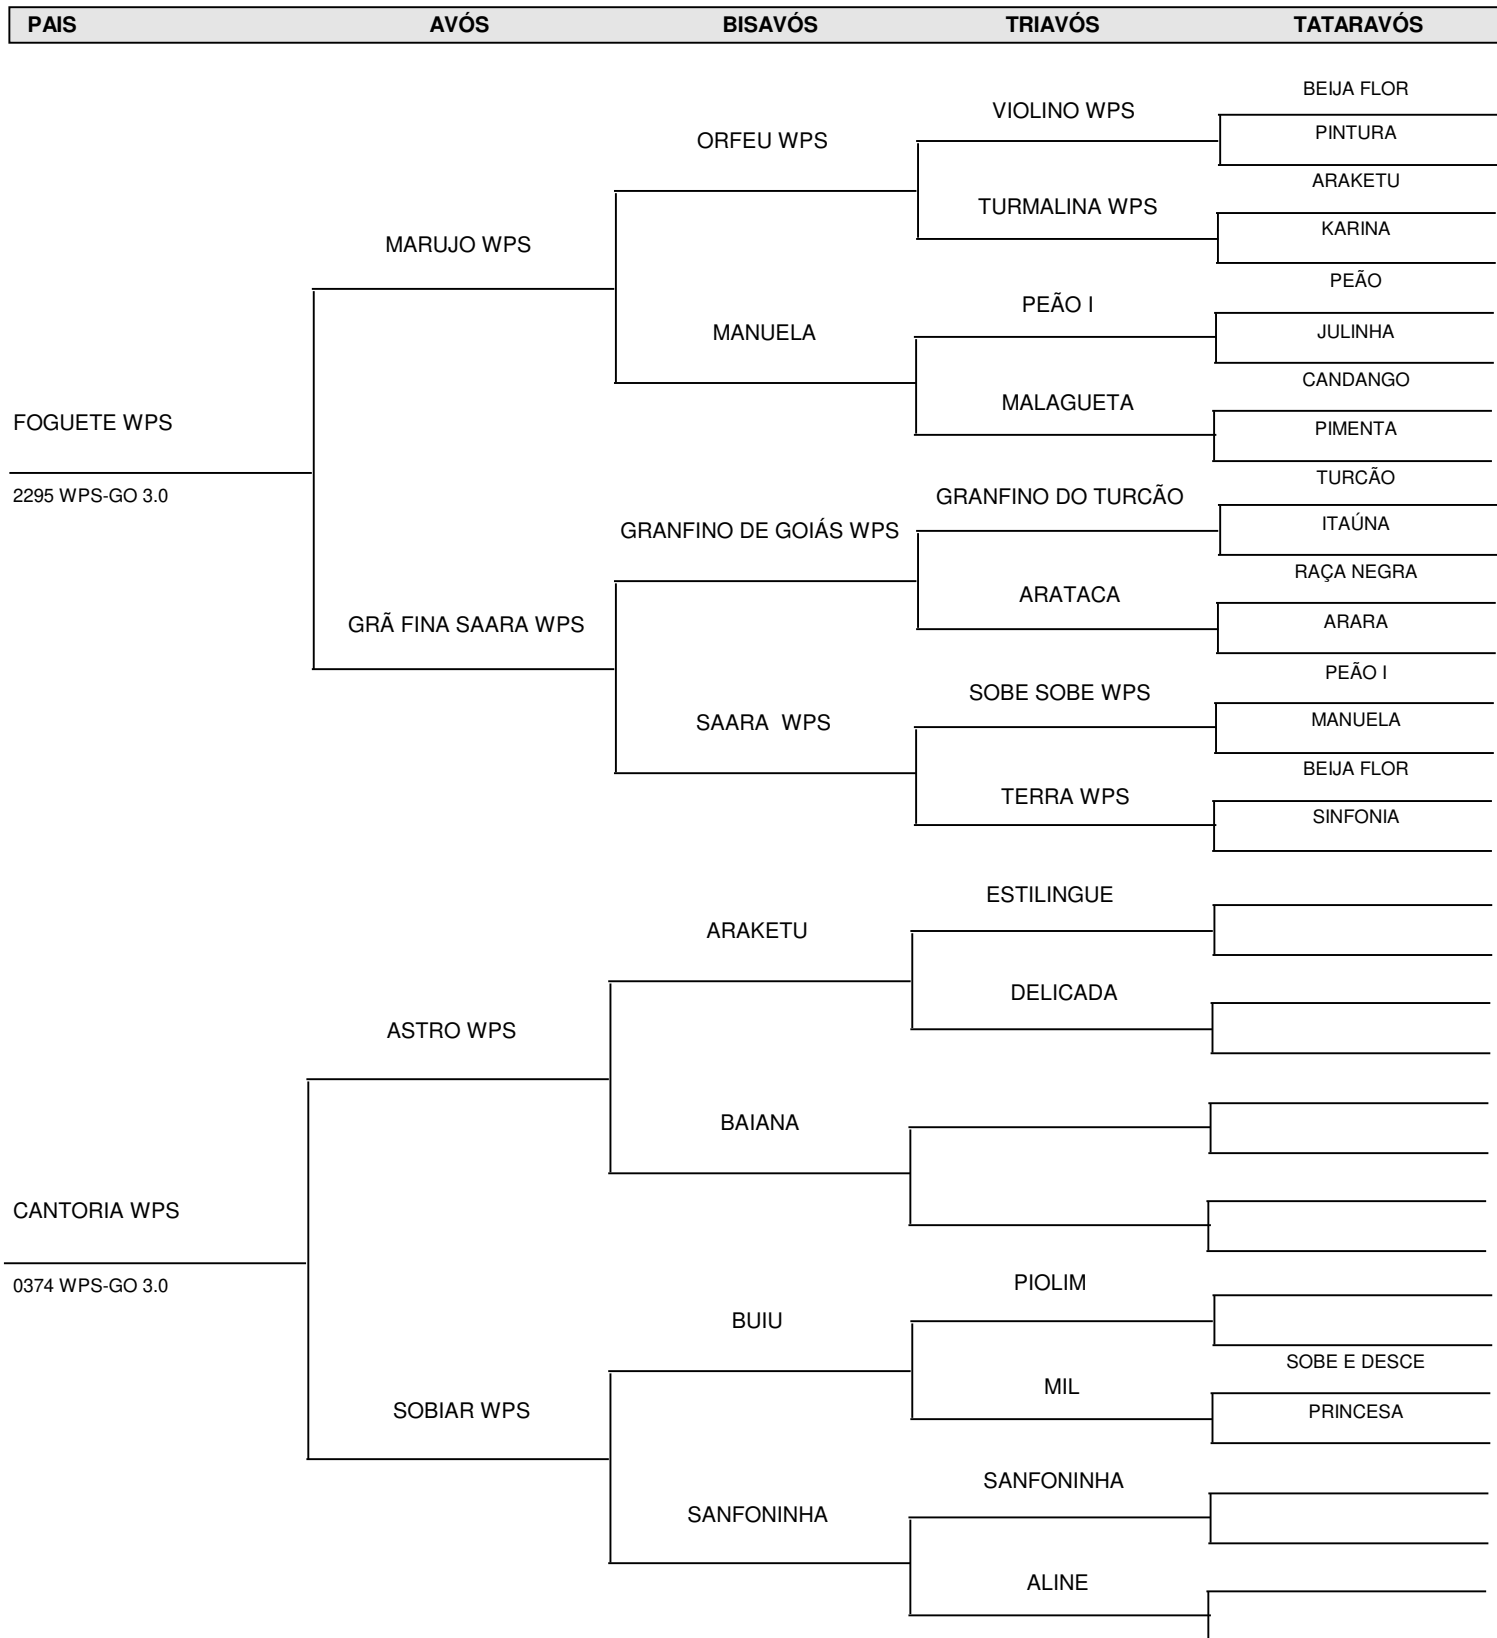 PAIS AVÓS BISAVÓS TRIAVÓS TATARAVÓS
BEIJA FLOR
VIOLINO WPS
PINTURA
ORFEU WPS
ARAKETU
TURMALINA WPS
KARINA
MARUJO WPS
PEÃO
PEÃO I
JULINHA
MANUELA
CANDANGO
MALAGUETA
FOGUETE WPS
PIMENTA
TURCÃO
2295 WPS-GO 3.0
GRANFINO DO TURCÃO
ITAÚNA
GRANFINO DE GOIÁS WPS
RAÇA NEGRA
ARATACA
ARARA
GRÃ FINA SAARA WPS
PEÃO I
SOBE SOBE WPS
MANUELA
SAARA  WPS
BEIJA FLOR
TERRA WPS
SINFONIA
ESTILINGUE
ARAKETU
DELICADA
ASTRO WPS
BAIANA
CANTORIA WPS
0374 WPS-GO 3.0
PIOLIM
BUIU
SOBE E DESCE
MIL
SOBIAR WPS
PRINCESA
SANFONINHA
SANFONINHA
ALINE